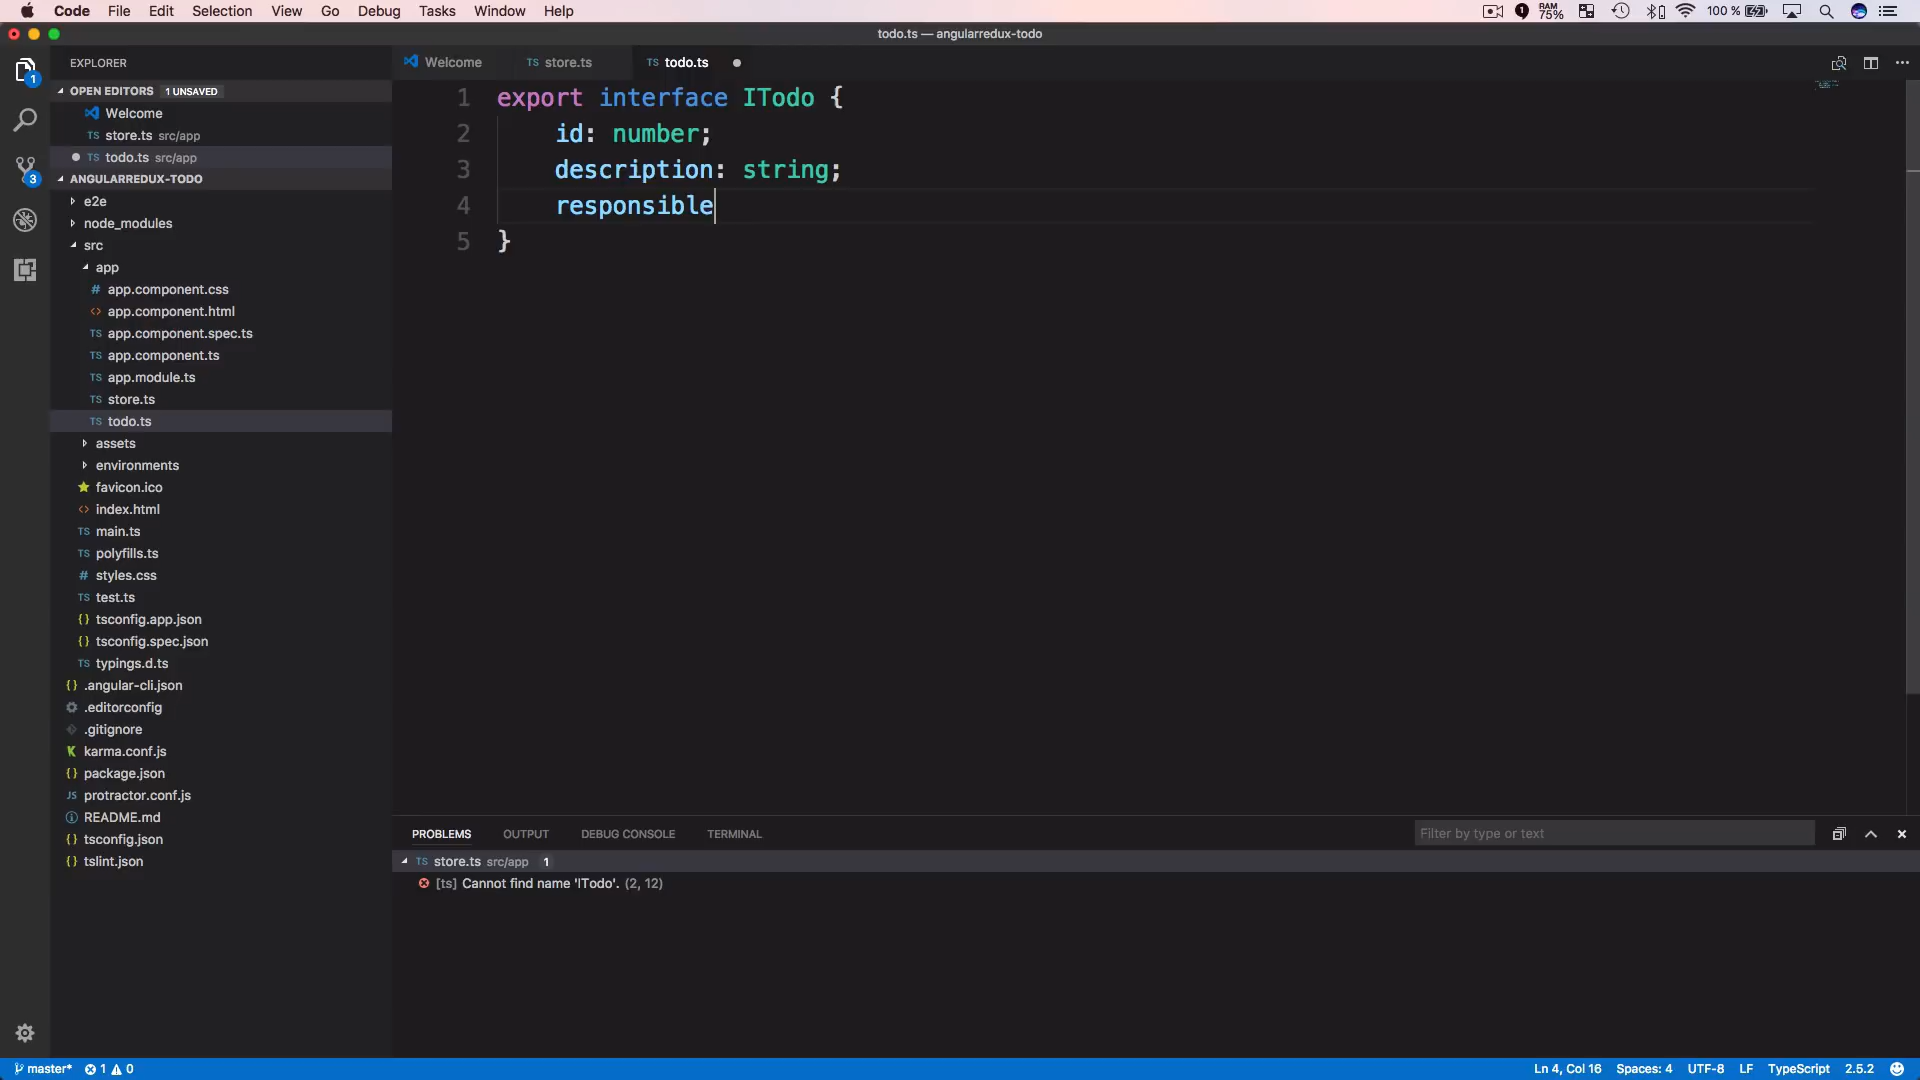 Code File Edit Selection View Go Debug Tasks Window Help RAM 75% 100 %
todo.ts — angularredux-todo
EXPLORER
OPEN EDITORS 1 UNSAVED
Welcome
store.ts src/app
todo.ts src/app
ANGULARREDUX-TODO
e2e
node_modules
src
app
# app.component.css
<> app.component.html
TS app.component.spec.ts
TS app.component.ts
TS app.module.ts
TS store.ts
TS todo.ts
assets
environments
favicon.ico
<> index.html
TS main.ts
TS polyfills.ts
# styles.css
TS test.ts
{} tsconfig.app.json
{} tsconfig.spec.json
TS typings.d.ts
{} .angular-cli.json
.editorconfig
.gitignore
K karma.conf.js
{} package.json
JS protractor.conf.js
README.md
{} tsconfig.json
{} tslint.json
Welcome TS store.ts TS todo.ts
1 export interface ITodo {
2 id: number;
3 description: string;
4 responsible
5 }
PROBLEMS OUTPUT DEBUG CONSOLE TERMINAL Filter by type or text
TS store.ts src/app 1
[ts] Cannot find name 'ITodo'. (2, 12)
master* 1 0 Ln 4, Col 16 Spaces: 4 UTF-8 LF TypeScript 2.5.2